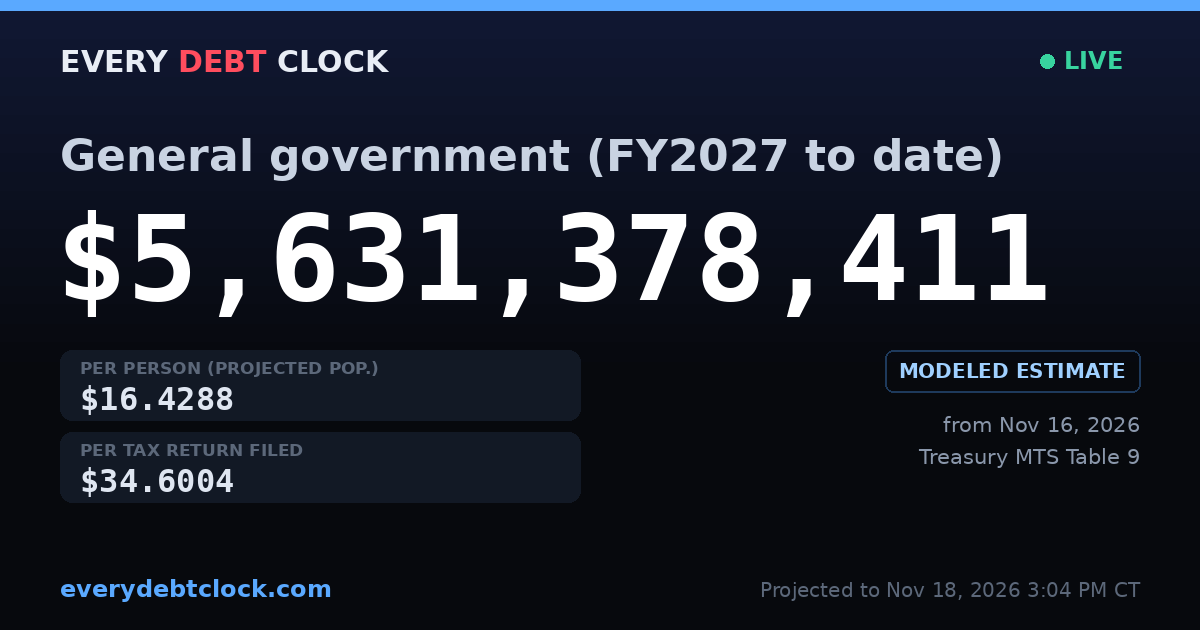 EVERY DEBT CLOCK
LIVE
General government (FY2027 to date)
$5,631,378,411
PER PERSON (PROJECTED POP.)
$16.4288
PER TAX RETURN FILED
$34.6004
MODELED ESTIMATE
from Nov 16, 2026
Treasury MTS Table 9
everydebtclock.com
Projected to Nov 18, 2026 3:04 PM CT